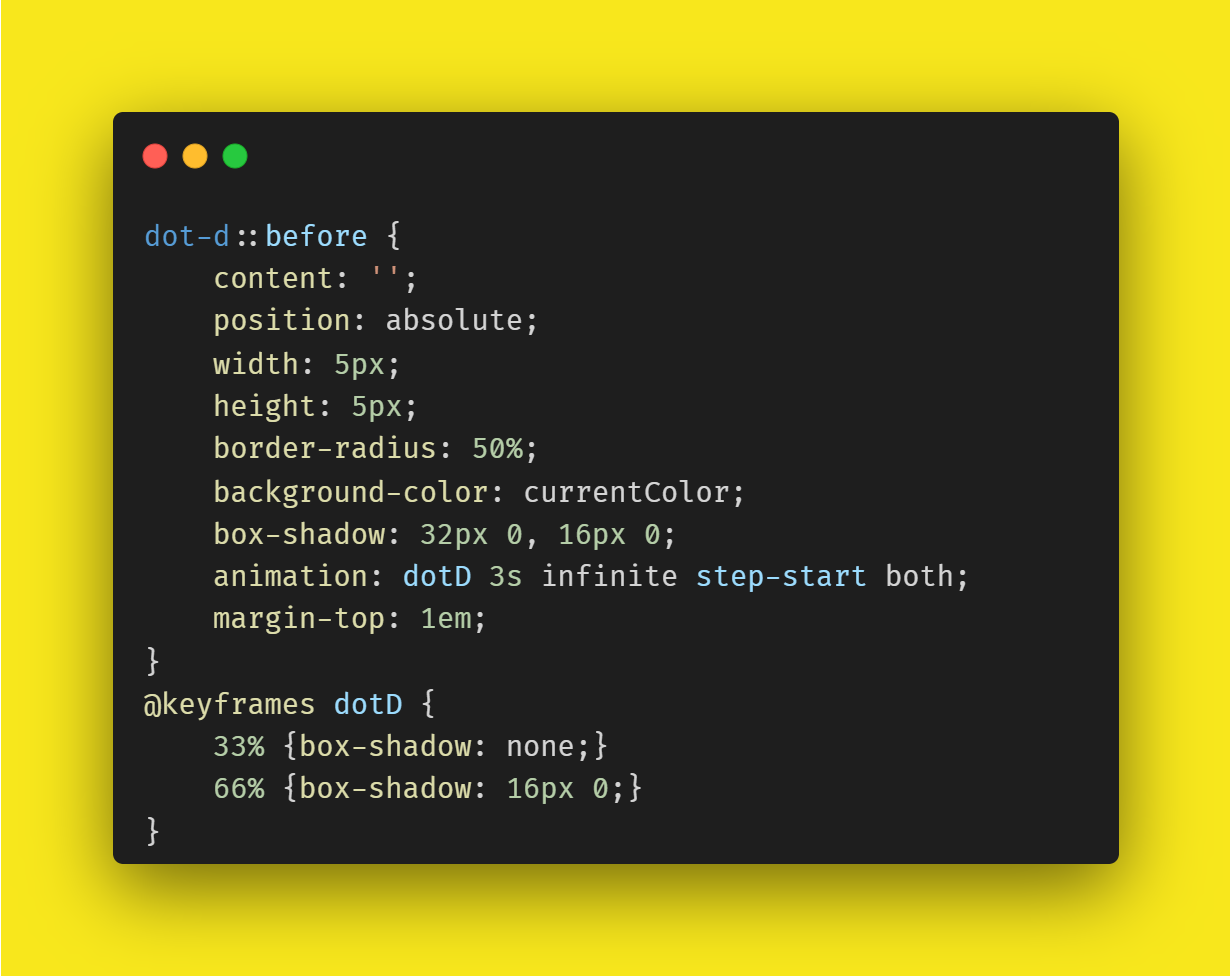 dot-d::before {
    content: '';
    position: absolute;
    width: 5px;
    height: 5px;
    border-radius: 50%;
    background-color: currentColor;
    box-shadow: 32px 0, 16px 0;
    animation: dotD 3s infinite step-start both;
    margin-top: 1em;
}
@keyframes dotD {
    33% {box-shadow: none;}
    66% {box-shadow: 16px 0;}
}